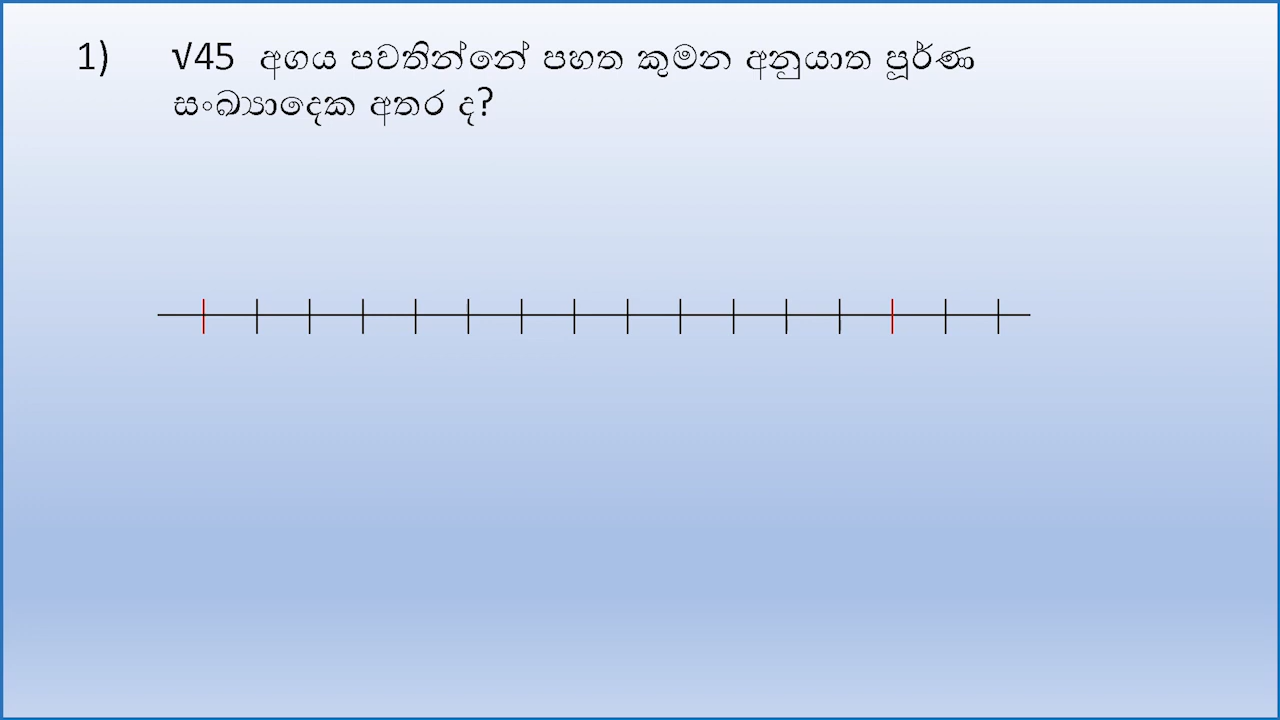 1) √45 අගය පවතින්නේ පහත කුමන අනුයාත පූර්ණ
සංඛ්‍යාදෙක අතර ද?